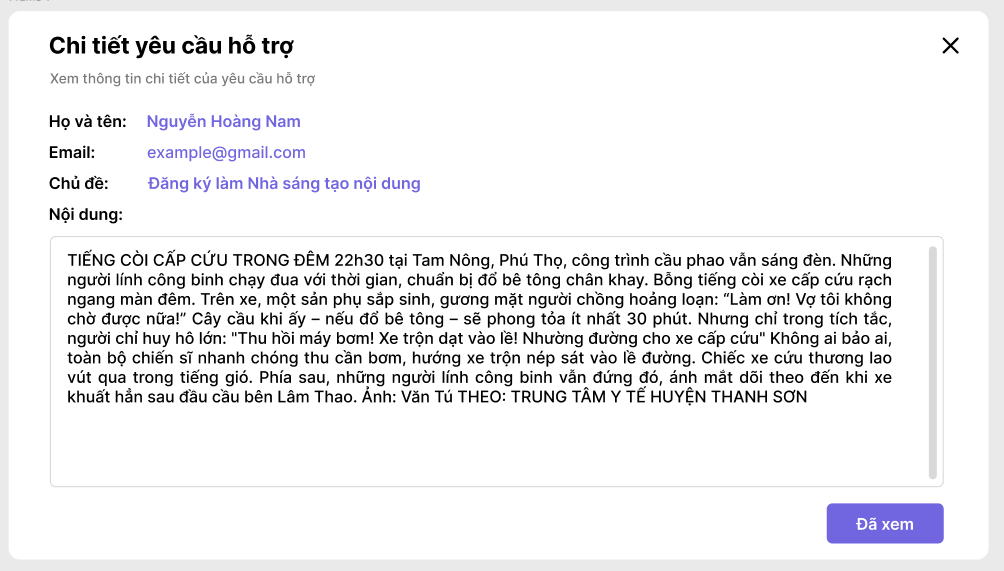 Chi tiết yêu cầu hỗ trợ
Xem thông tin chi tiết của yêu cầu hỗ trợ
Họ và tên: Nguyễn Hoàng Nam
Email: example@gmail.com
Chủ đề: Đăng ký làm Nhà sáng tạo nội dung
Nội dung:
TIẾNG CÒI CẤP CỨU TRONG ĐÊM 22h30 tại Tam Nông, Phú Thọ, công trình cầu phao vẫn sáng đèn. Những
người lính công binh chạy đua với thời gian, chuẩn bị đổ bê tông chân khay. Bỗng tiếng còi xe cấp cứu rạch
ngang màn đêm. Trên xe, một sản phụ sắp sinh, gương mặt người chồng hoảng loạn: “Làm ơn! Vợ tôi không
chờ được nữa!” Cây cầu khi ấy – nếu đổ bê tông – sẽ phong tỏa ít nhất 30 phút. Nhưng chỉ trong tích tắc,
người chỉ huy hô lớn: "Thu hồi máy bơm! Xe trộn dạt vào lề! Nhường đường cho xe cấp cứu" Không ai bảo ai,
toàn bộ chiến sĩ nhanh chóng thu cần bơm, hướng xe trộn nép sát vào lề đường. Chiếc xe cứu thương lao
vút qua trong tiếng gió. Phía sau, những người lính công binh vẫn đứng đó, ánh mắt dõi theo đến khi xe
khuất hẳn sau đầu cầu bên Lâm Thao. Ảnh: Văn Tú THEO: TRUNG TÂM Y TẾ HUYỆN THANH SƠN
Đã xem